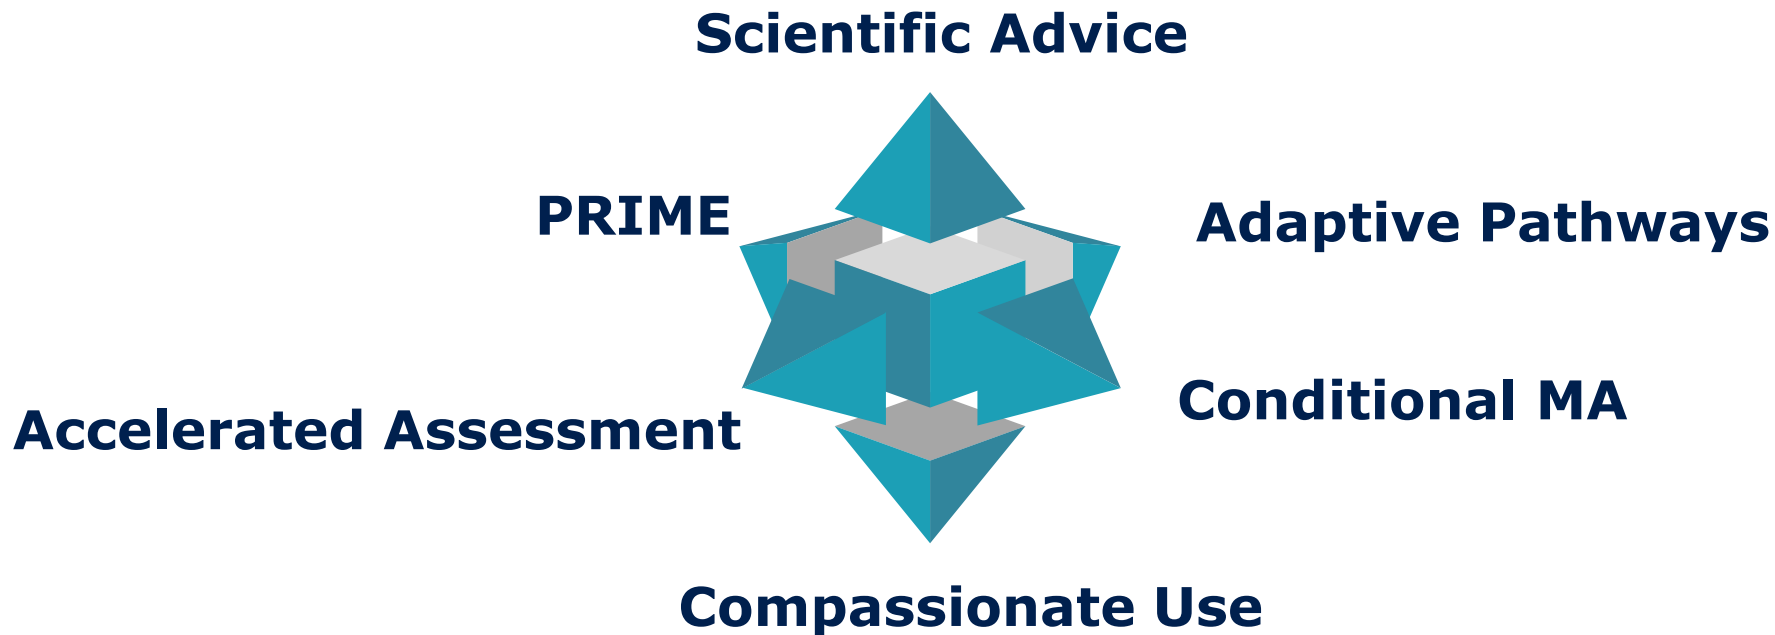 Scientific Advice
PRIME
Adaptive Pathways
Conditional MA
Accelerated Assessment
Compassionate Use